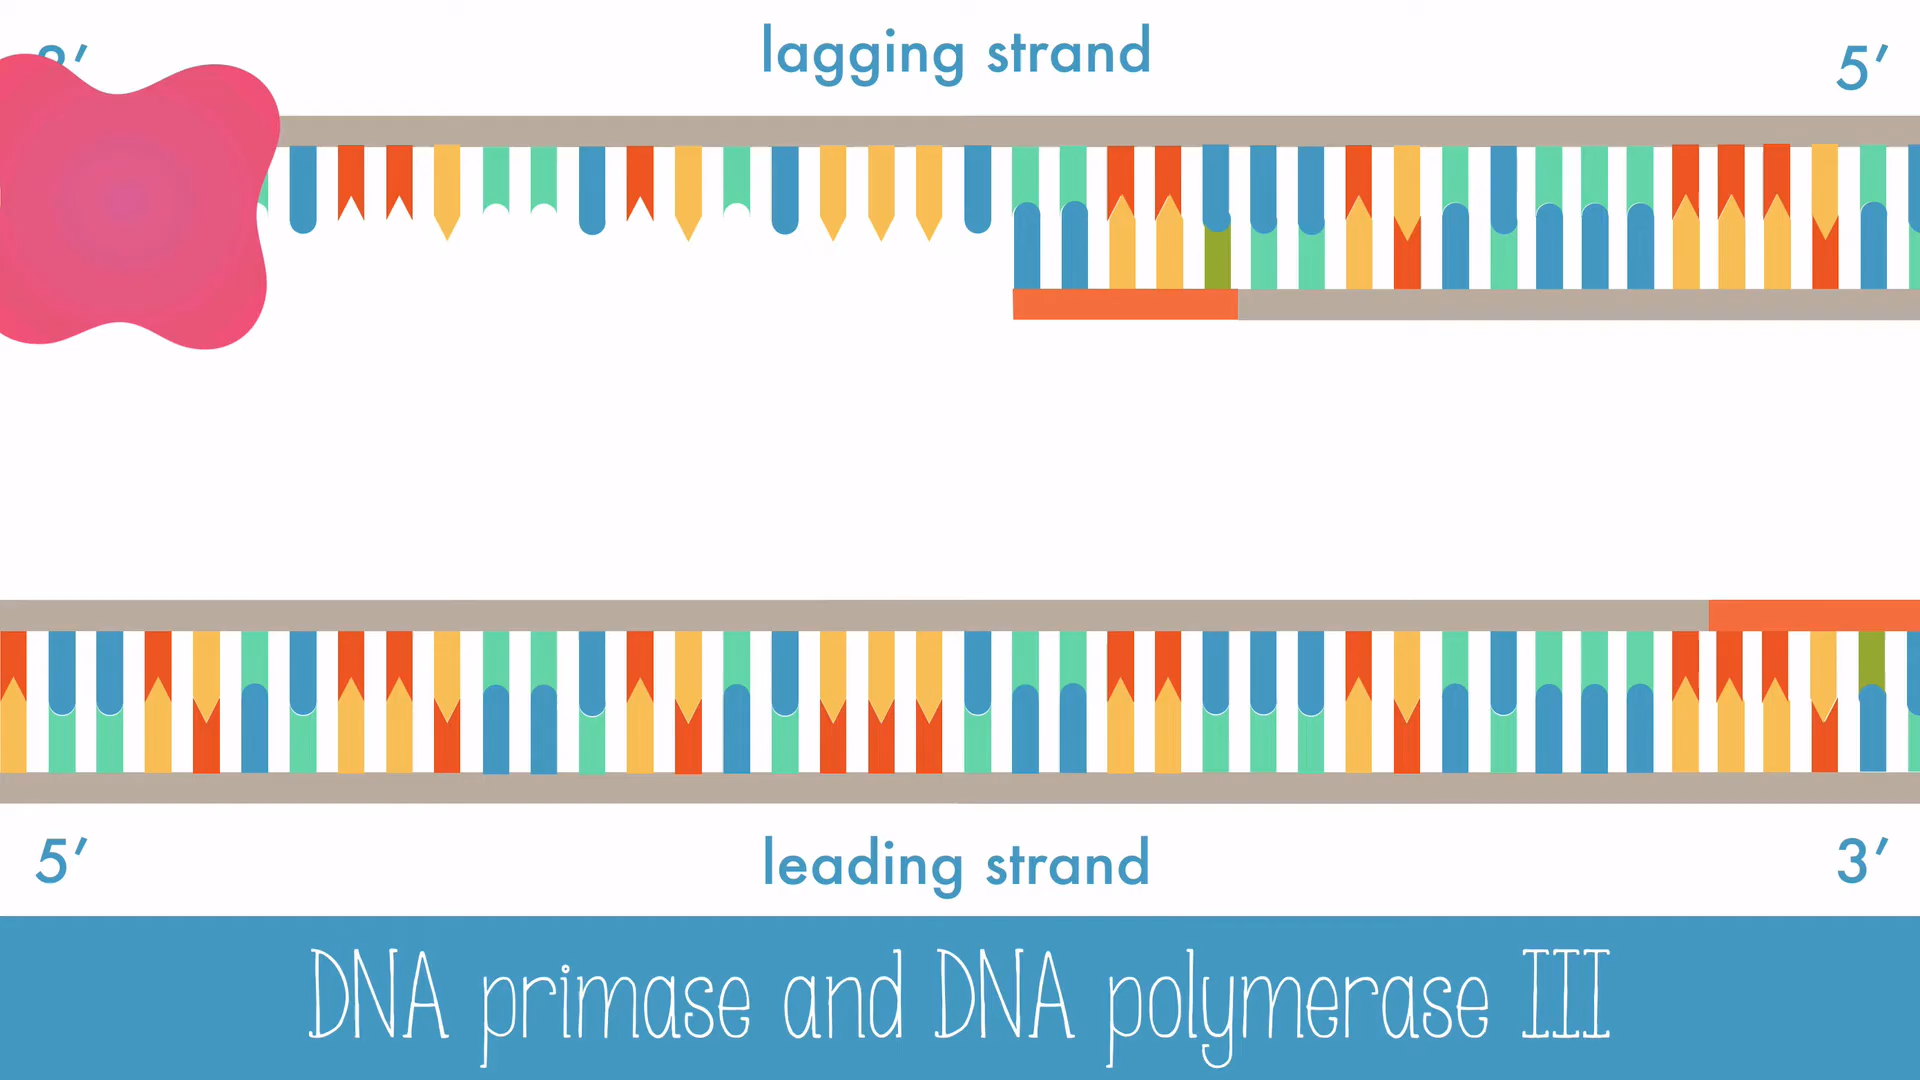 lagging strand
5′
5′
leading strand
3′
DNA primase and DNA polymerase III